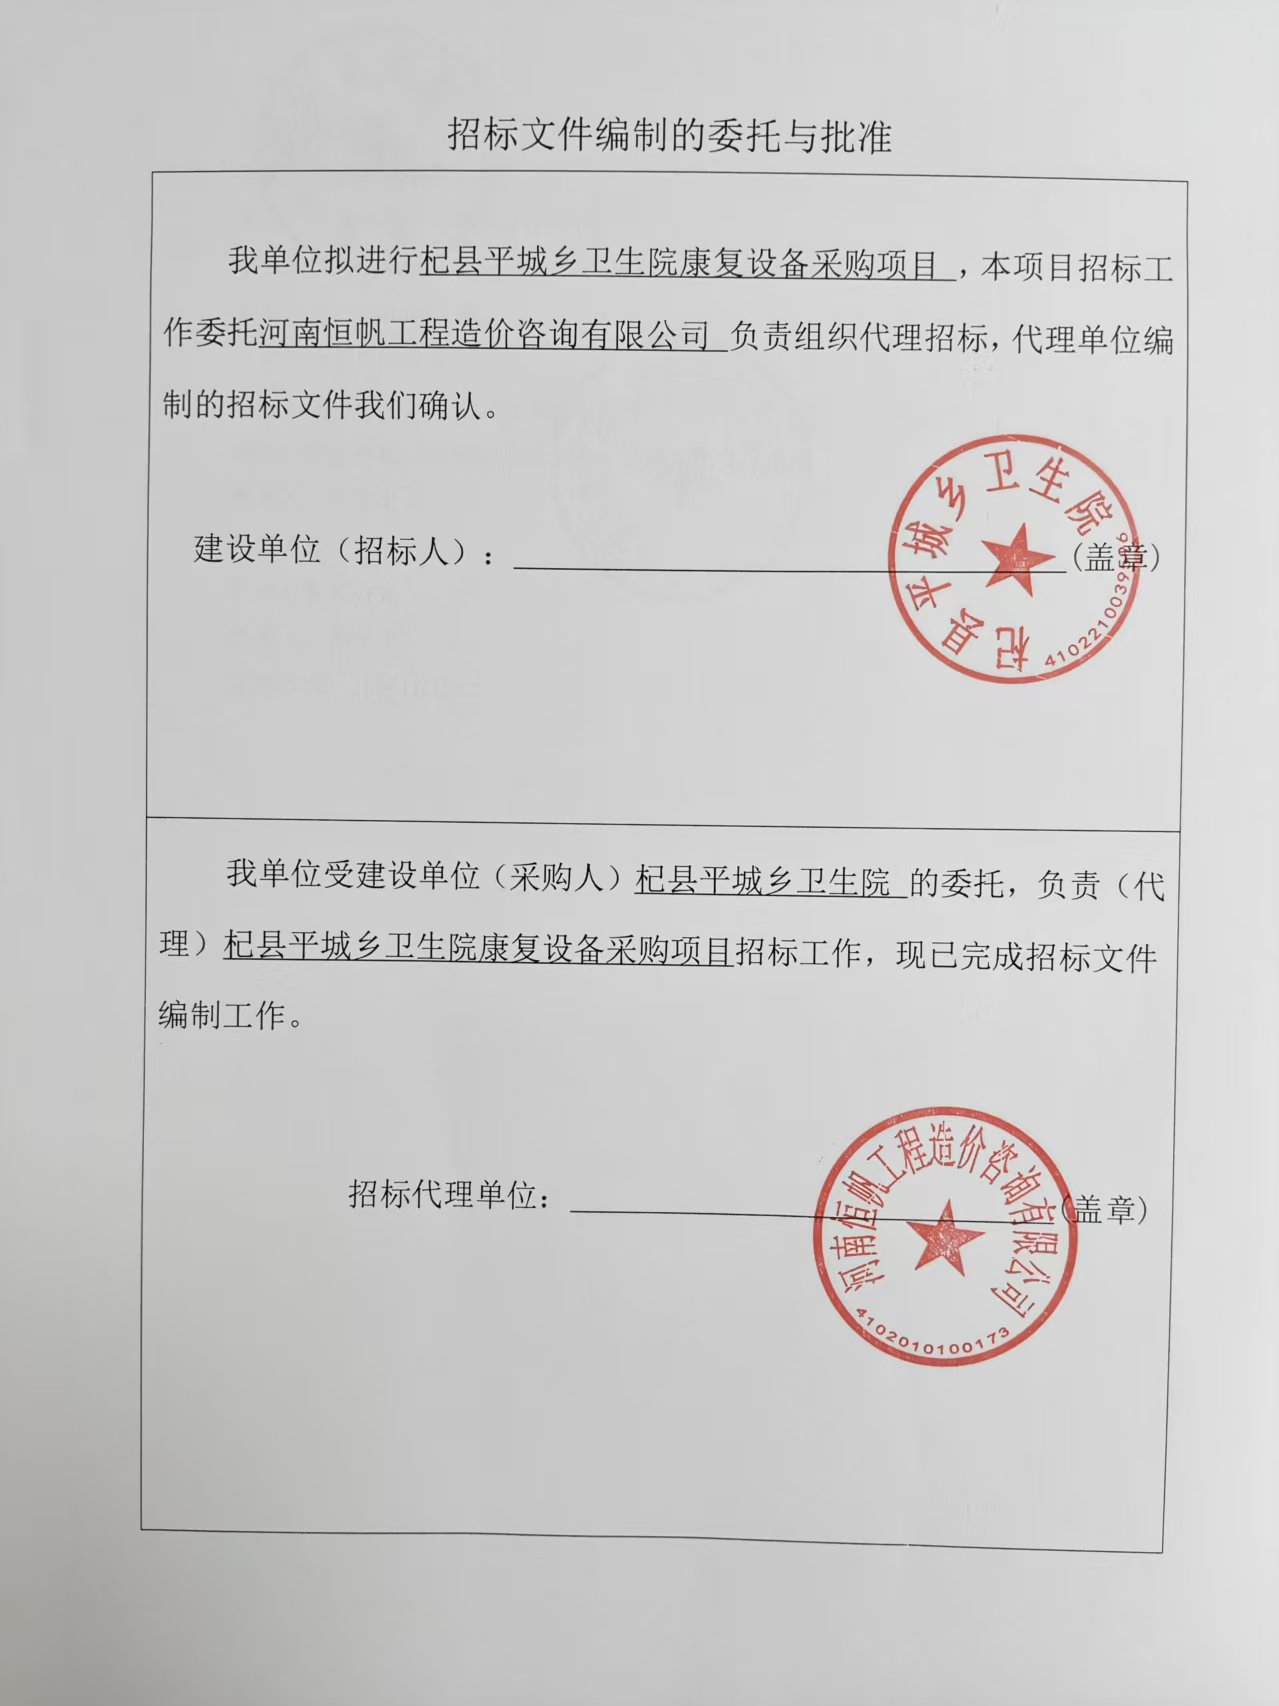 招标文件编制的委托与批准
我单位拟进行杞县平城乡卫生院康复设备采购项目 ，本项目招标工
作委托河南恒帆工程造价咨询有限公司 负责组织代理招标，代理单位编
制的招标文件我们确认。
建设单位（招标人）：(盖章)
杞县平城乡卫生院
我单位受建设单位（采购人）杞县平城乡卫生院 的委托，负责（代
理）杞县平城乡卫生院康复设备采购项目招标工作，现已完成招标文件
编制工作。
招标代理单位：(盖章)
河南恒帆工程造价咨询有限公司
4102010100173